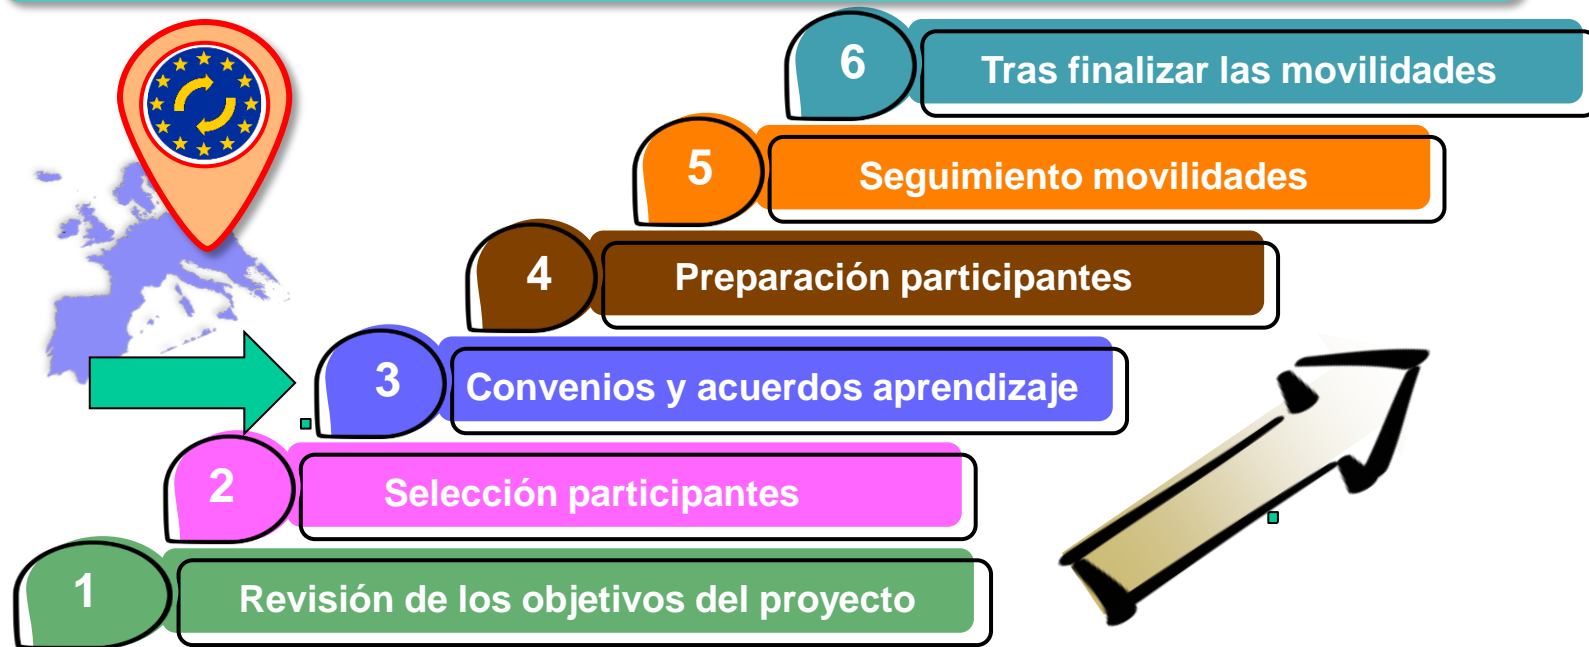 6
Tras finalizar las movilidades
5
Seguimiento movilidades
4
Preparación participantes
3
Convenios y acuerdos aprendizaje
2
Selección participantes
1
Revisión de los objetivos del proyecto